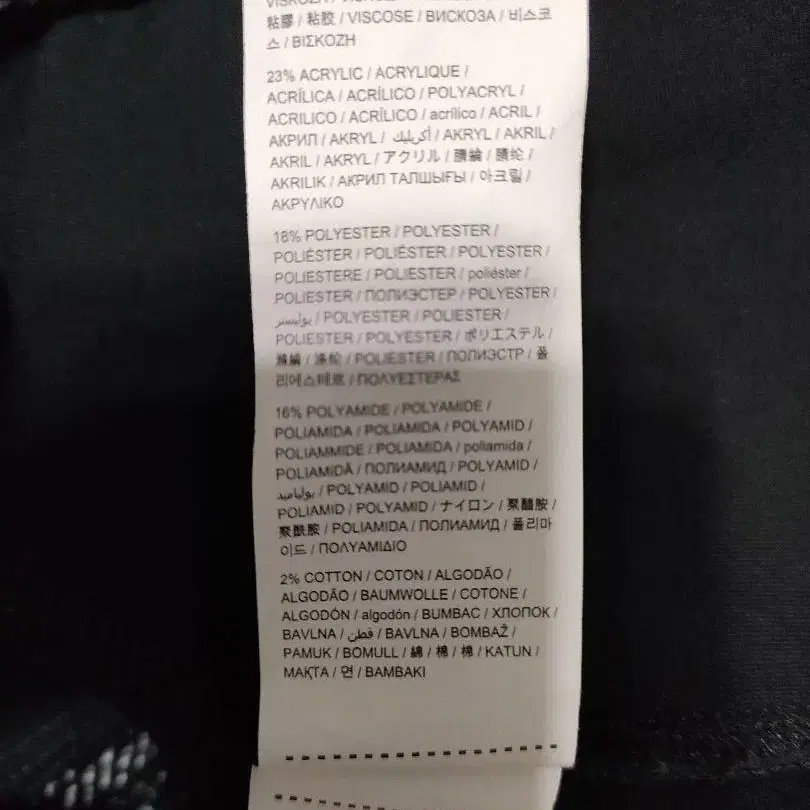 粘膠 / 粘胶 / VISCOSE / ВИСКОЗА / 비스코
스 / ΒΙΣΚΟΖΗ
23% ACRYLIC / ACRYLIQUE /
ACRÍLICA / ACRÍLICO / POLYACRYL /
ACRILICO / ACRÍLICO / acrílico / ACRIL /
АКРИЛ / AKRYL / أكريليك / AKRYL / AKRIL /
AKRIL / AKRYL / アクリル / 腈綸 / 腈纶 /
AKRILIK / АКРИЛ ТАЛШЫҒЫ / 아크릴 /
ΑΚΡΥΛΙΚΟ
18% POLYESTER / POLYESTER /
POLIÉSTER / POLIÉSTER / POLYESTER /
POLIESTERE / POLIESTER / poliéster /
POLIESTER / ПОЛИЭСТЕР / POLYESTER /
بوليستر / POLYESTER / POLIESTER /
POLIESTER / POLYESTER / ポリエステル /
滌綸 / 涤纶 / POLIESTER / ПОЛИЭСТР / 폴
리에스테르 / ΠΟΛΥΕΣΤΕΡΑΣ
16% POLYAMIDE / POLYAMIDE /
POLIAMIDA / POLIAMIDA / POLYAMID /
POLIAMMIDE / POLIAMIDA / poliamida /
POLIAMIDĂ / ПОЛИАМИД / POLYAMID /
بولياميد / POLYAMID / POLIAMID /
POLIAMID / POLYAMID / ナイロン / 聚醯胺 /
聚酰胺 / POLIAMIDA / ПОЛИАМИД / 폴리마
이드 / ΠΟΛΥΑΜΙΔΙΟ
2% COTTON / COTON / ALGODÃO /
ALGODÃO / BAUMWOLLE / COTONE /
ALGODÓN / algodón / BUMBAC / ХЛОПОК /
BAVLNA / قطن / BAVLNA / BOMBAŽ /
PAMUK / BOMULL / 綿 / 棉 / 棉 / KATUN /
МАҚТА / 면 / ΒΑΜΒΑΚΙ